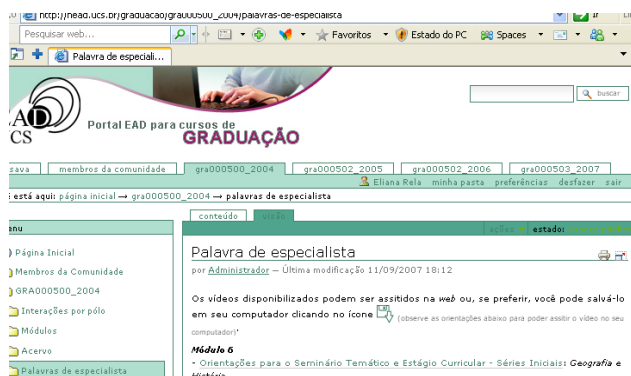 http://nead.ucs.br/graduacao/gra000500_2004/palavras-de-especialista
Ir
Pesquisar web...
Favoritos
Estado do PC
Spaces
Palavra de especiali...
EAD
UCS
Portal EAD para cursos de
GRADUAÇÃO
buscar
sava
membros da comunidade
gra000500_2004
gra000502_2005
gra000502_2006
gra000503_2007
Eliana Rela minha pasta preferências desfazer sair
está aqui: página inicial → gra000500_2004 → palavras de especialista
enu
conteúdo
visão
ações
estado:
Página Inicial
Membros da Comunidade
GRA000500_2004
Interações por pólo
Módulos
Acervo
Palavras de especialista
Palavra de especialista
por Administrador — Última modificação 11/09/2007 18:12
Os vídeos disponibilizados podem ser assitidos na web ou, se preferir, você pode salvá-lo
em seu computador clicando no ícone (observe as orientações abaixo para poder assitir o vídeo no seu
computador)'
Módulo 6
- Orientações para o Seminário Temático e Estágio Curricular - Séries Iniciais: Geografia e
História